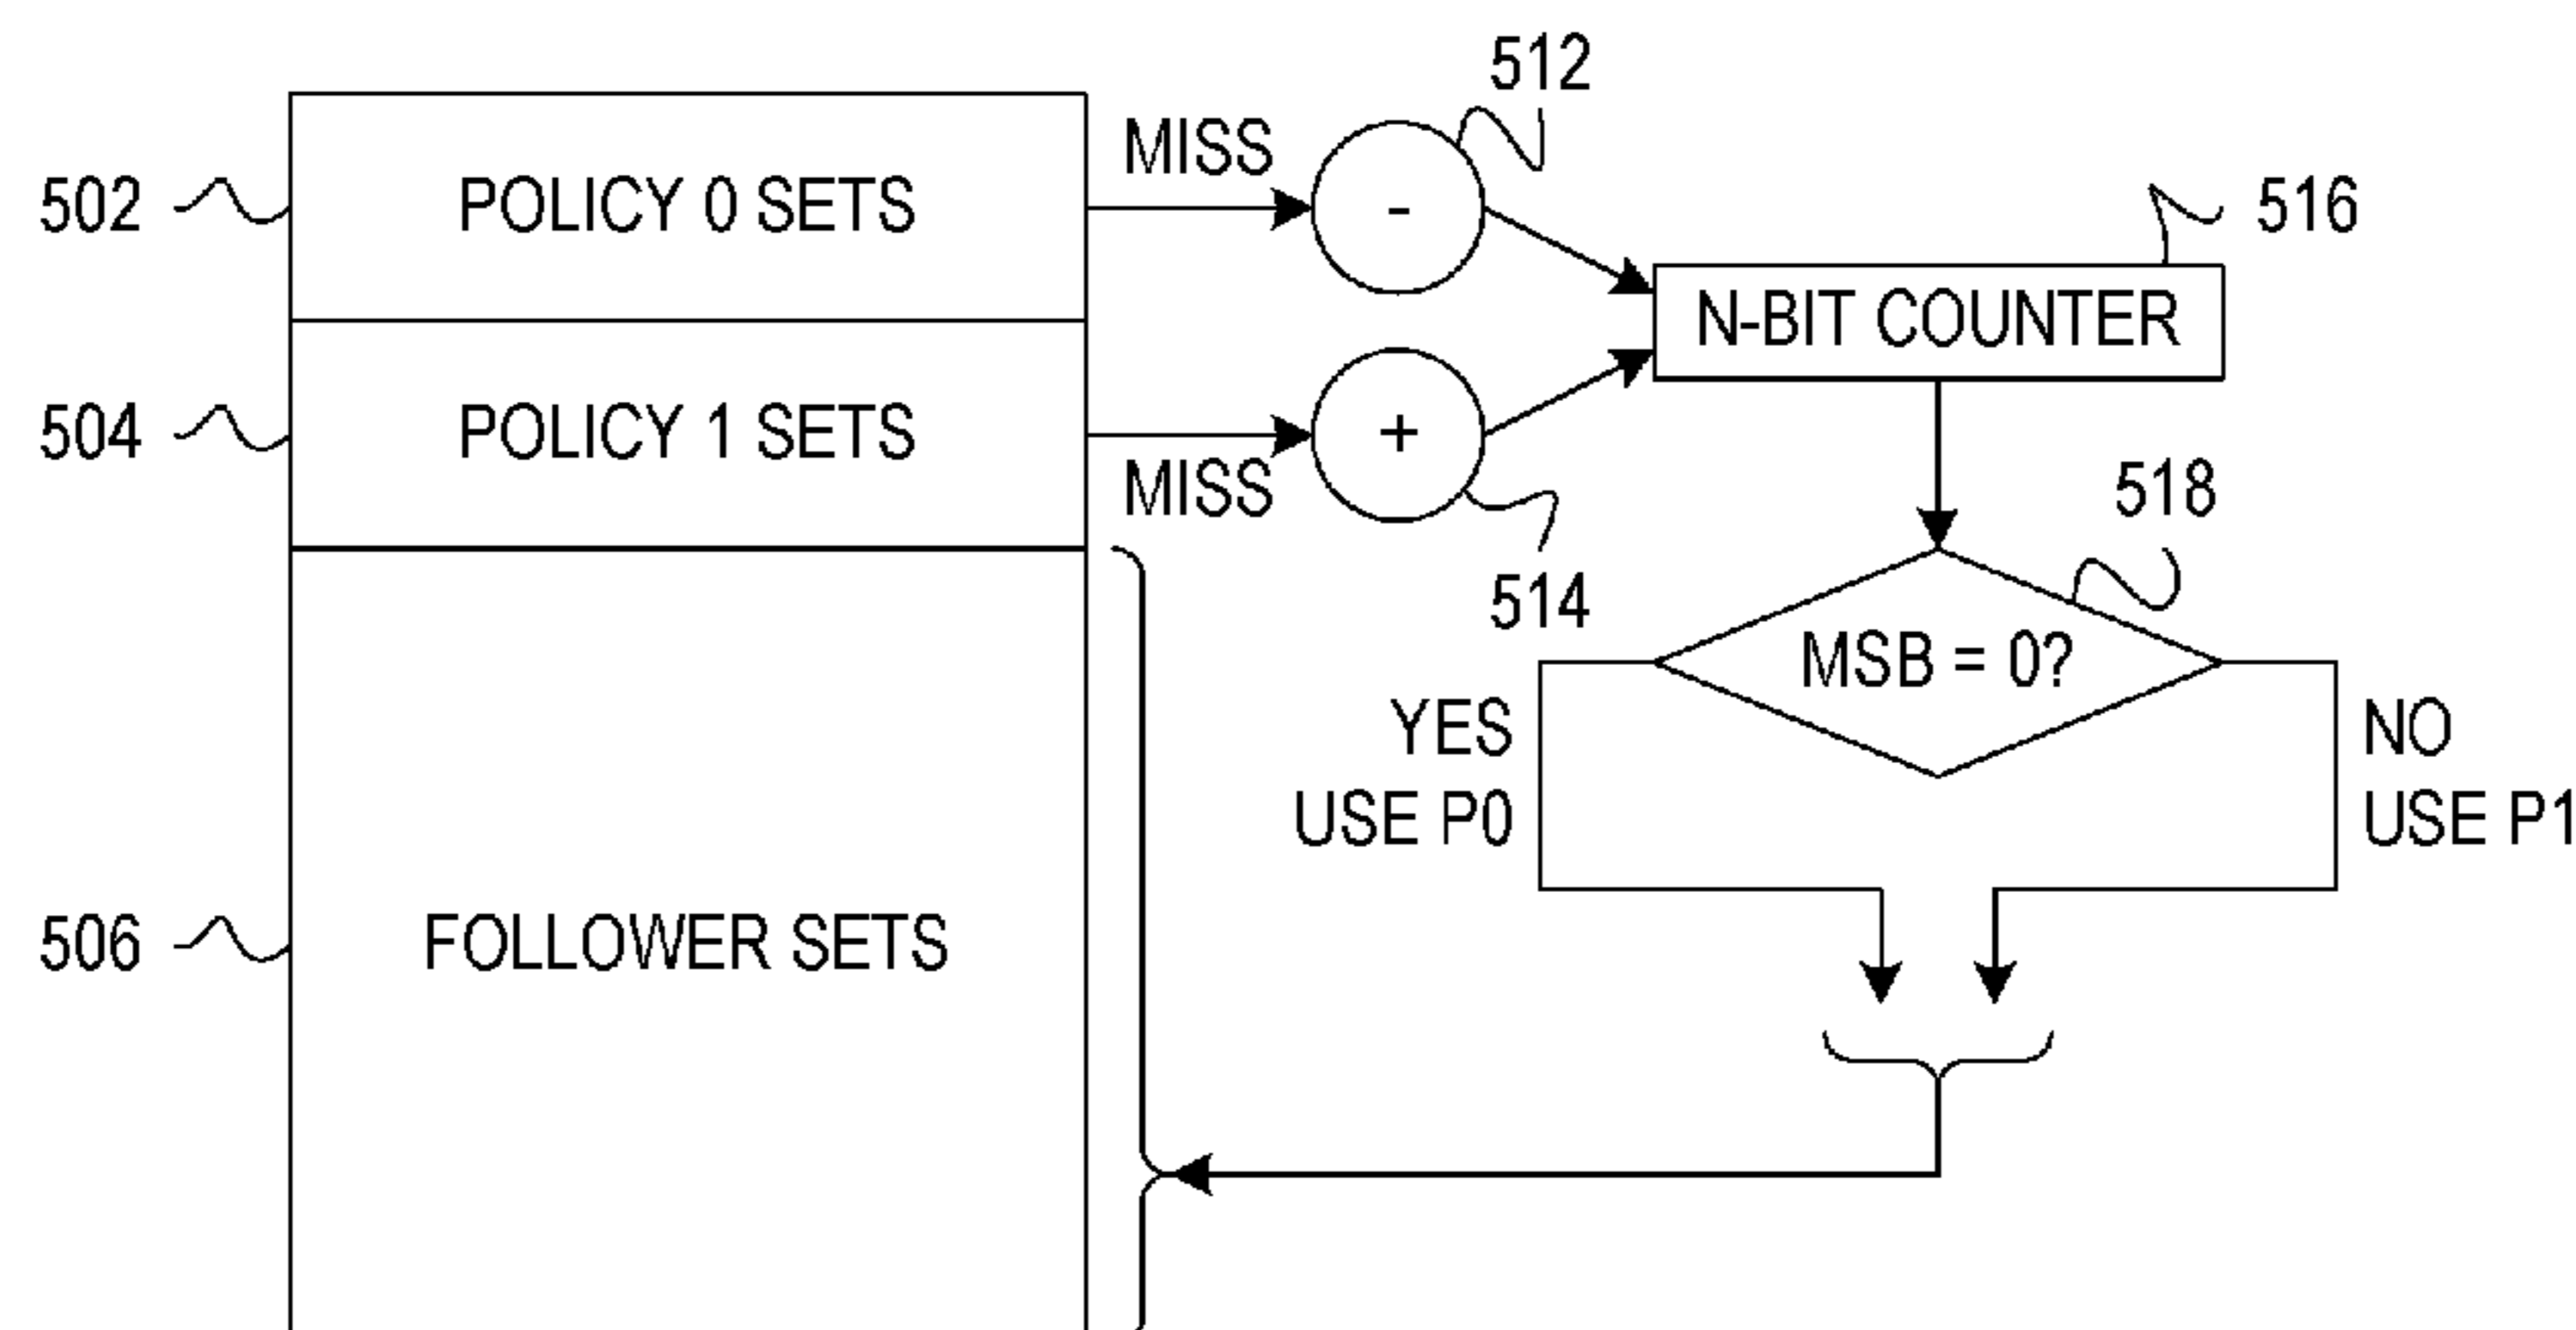 512
MISS
502
POLICY 0 SETS
-
516
N-BIT COUNTER
504
POLICY 1 SETS
+
MISS
518
514
MSB = 0?
YES
USE P0
NO
USE P1
506
FOLLOWER SETS